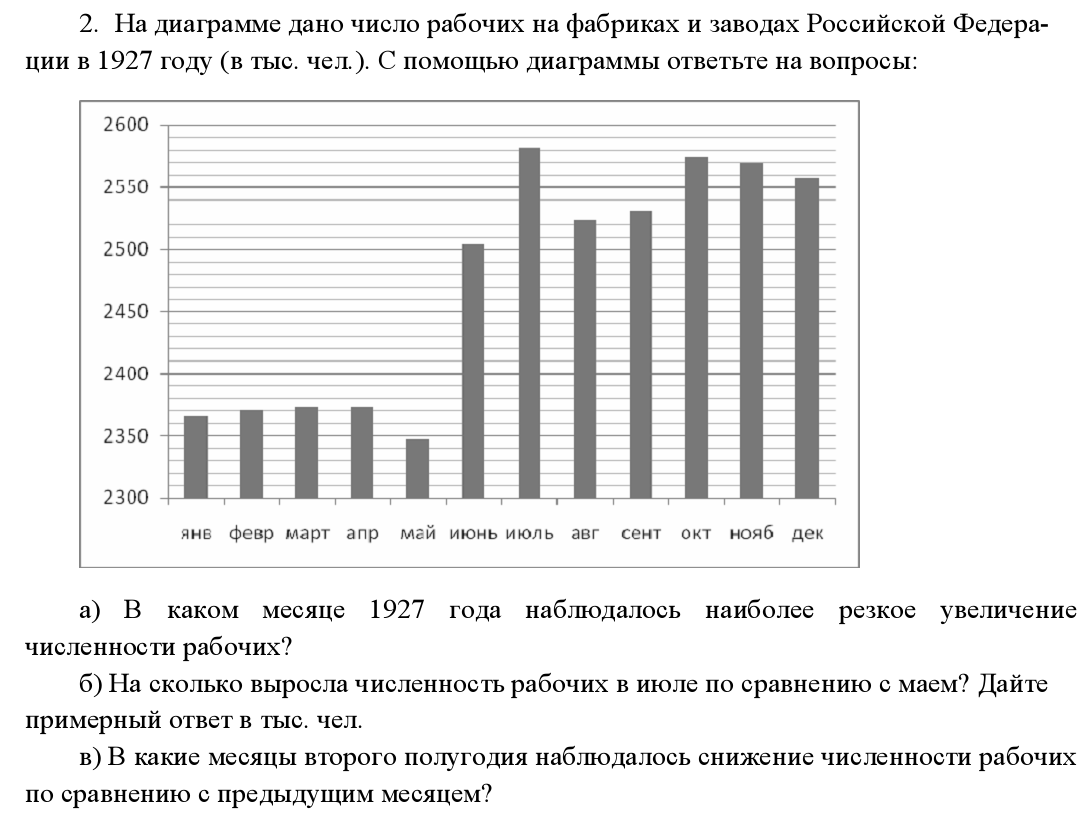 2. На диаграмме дано число рабочих на фабриках и заводах Российской Федера-
ции в 1927 году (в тыс. чел.). С помощью диаграммы ответьте на вопросы:
2600
2550
2500
2450
2400
2350
2300
янв февр март апр май июнь июль авг сент окт нояб дек
а) В каком месяце 1927 года наблюдалось наиболее резкое увеличение
численности рабочих?
б) На сколько выросла численность рабочих в июле по сравнению с маем? Дайте
примерный ответ в тыс. чел.
в) В какие месяцы второго полугодия наблюдалось снижение численности рабочих
по сравнению с предыдущим месяцем?